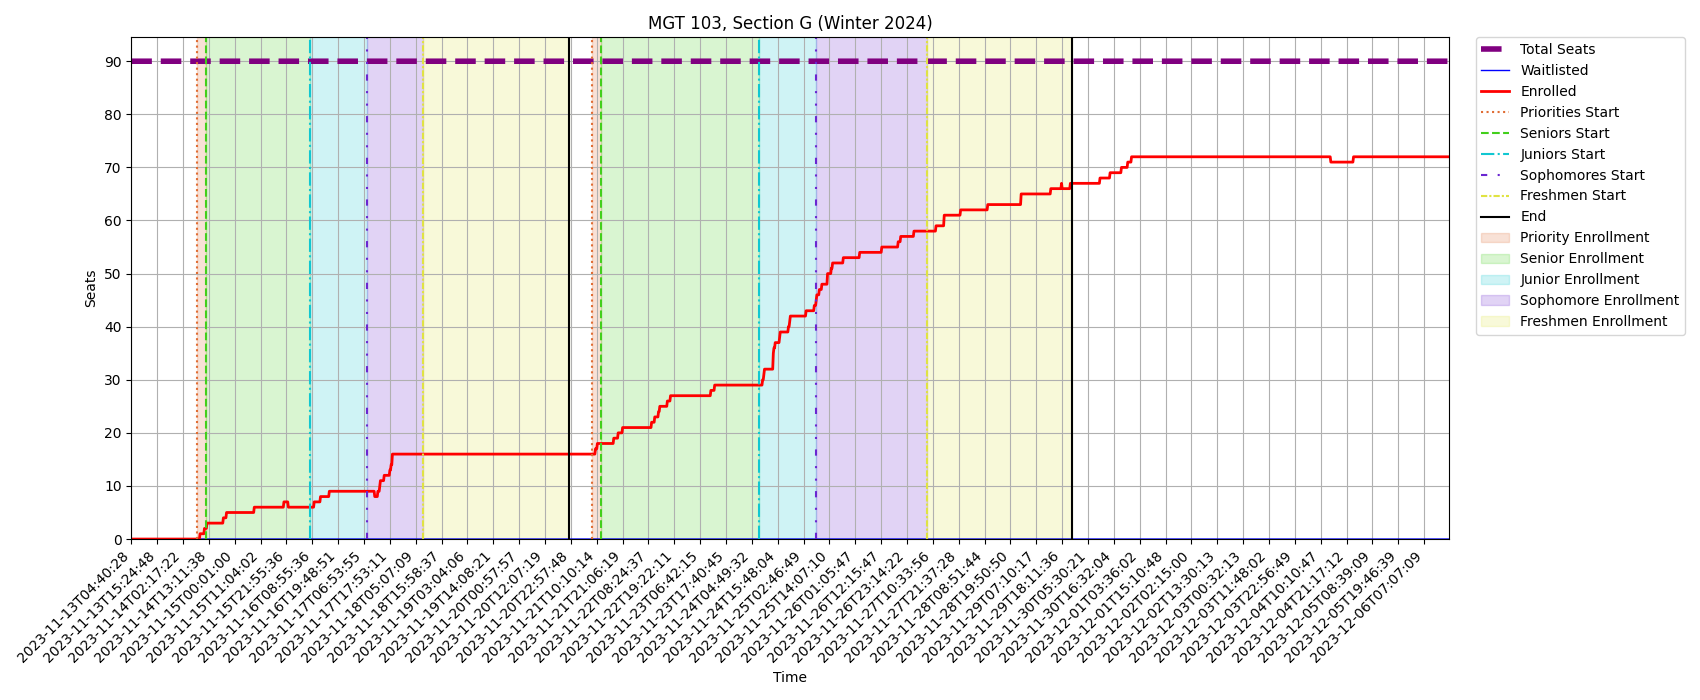 MGT 103, Section G (Winter 2024)
Seats
90
80
70
60
50
40
30
20
10
0
2023-11-13T04:40:28
2023-11-13T15:24:48
2023-11-14T02:17:22
2023-11-14T13:11:38
2023-11-15T00:01:00
2023-11-15T11:04:02
2023-11-15T21:55:36
2023-11-16T08:55:36
2023-11-16T19:48:51
2023-11-17T06:53:55
2023-11-17T17:53:11
2023-11-18T05:07:09
2023-11-18T15:58:37
2023-11-19T03:04:06
2023-11-19T14:08:21
2023-11-20T00:57:57
2023-11-20T12:07:19
2023-11-20T22:57:48
2023-11-21T10:10:14
2023-11-21T21:06:19
2023-11-22T08:24:37
2023-11-22T19:22:11
2023-11-23T06:42:15
2023-11-23T17:40:45
2023-11-24T04:49:32
2023-11-24T15:48:04
2023-11-25T02:46:49
2023-11-25T14:07:10
2023-11-26T01:05:47
2023-11-26T12:15:47
2023-11-26T23:14:22
2023-11-27T10:33:56
2023-11-27T21:37:28
2023-11-28T08:51:44
2023-11-28T19:50:50
2023-11-29T07:10:17
2023-11-29T18:11:36
2023-11-30T05:30:21
2023-11-30T16:32:04
2023-12-01T03:36:02
2023-12-01T15:10:48
2023-12-02T02:15:00
2023-12-02T13:30:13
2023-12-03T00:32:13
2023-12-03T11:48:02
2023-12-03T22:56:49
2023-12-04T10:10:47
2023-12-04T21:17:12
2023-12-05T08:39:09
2023-12-05T19:46:39
2023-12-06T07:07:09
Time
Total Seats
Waitlisted
Enrolled
Priorities Start
Seniors Start
Juniors Start
Sophomores Start
Freshmen Start
End
Priority Enrollment
Senior Enrollment
Junior Enrollment
Sophomore Enrollment
Freshmen Enrollment